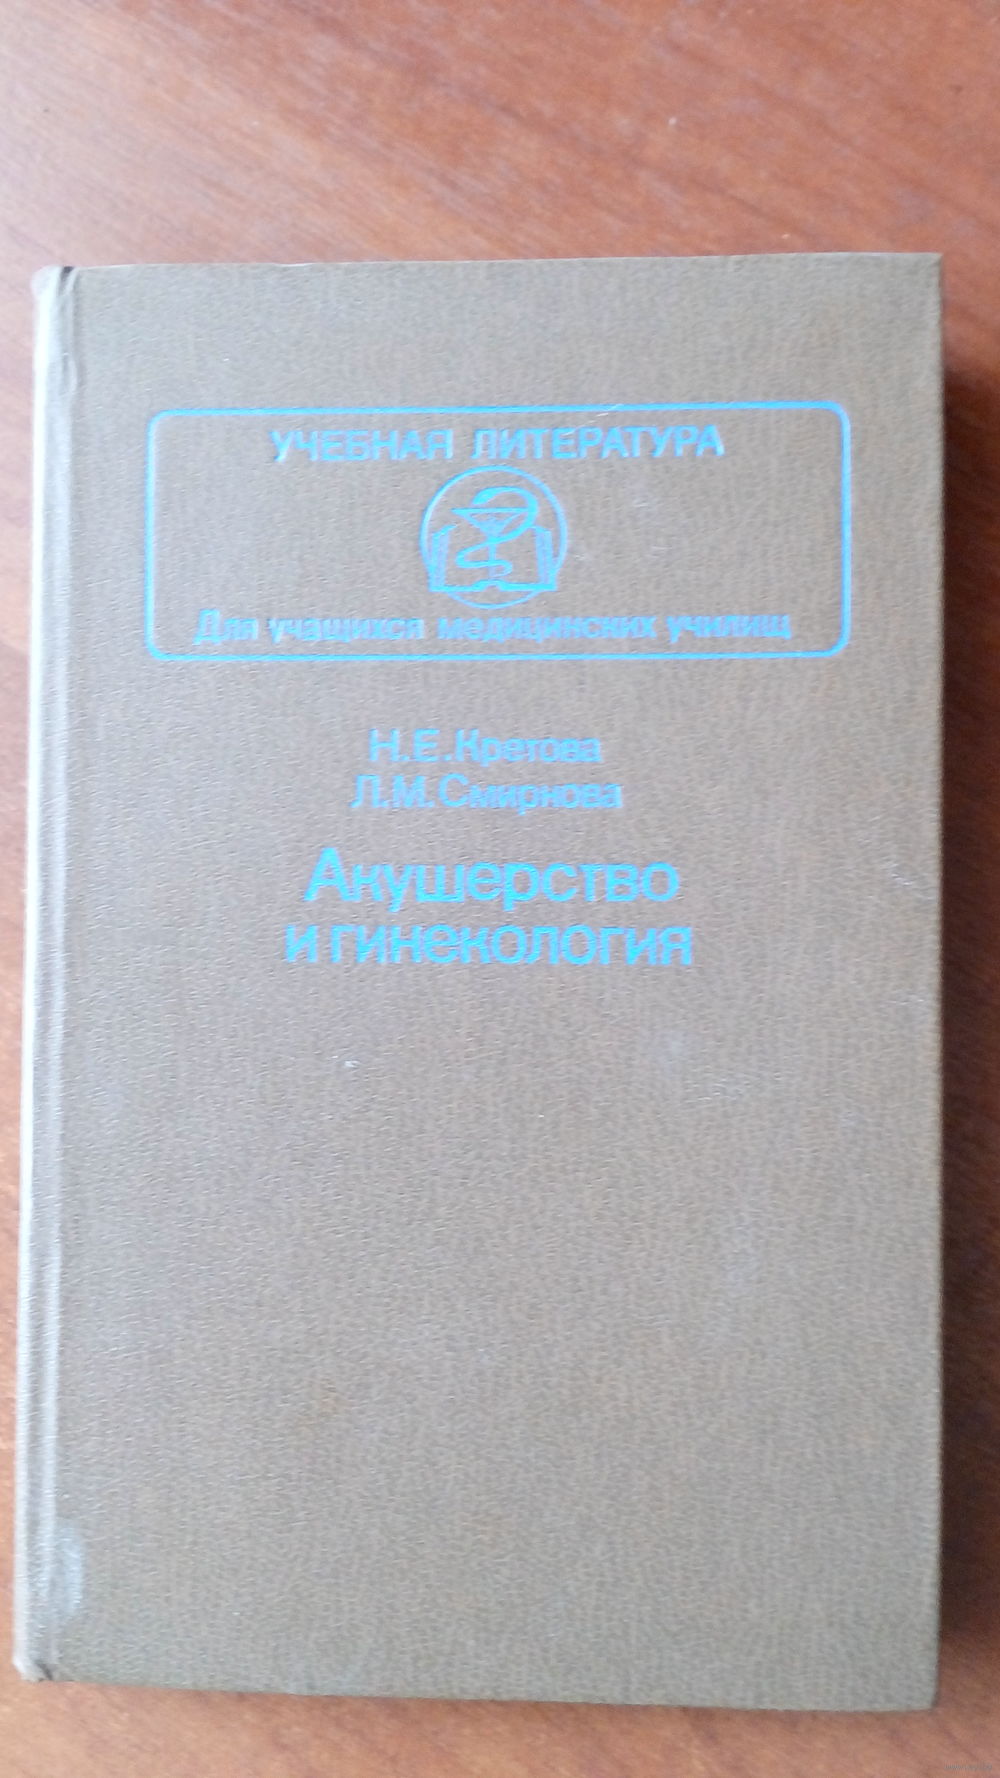 УЧЕБНАЯ ЛИТЕРАТУРА
Для учащихся медицинских училищ
Н.Е.Кретова
Л.М.Смирнова
Акушерство
и гинекология